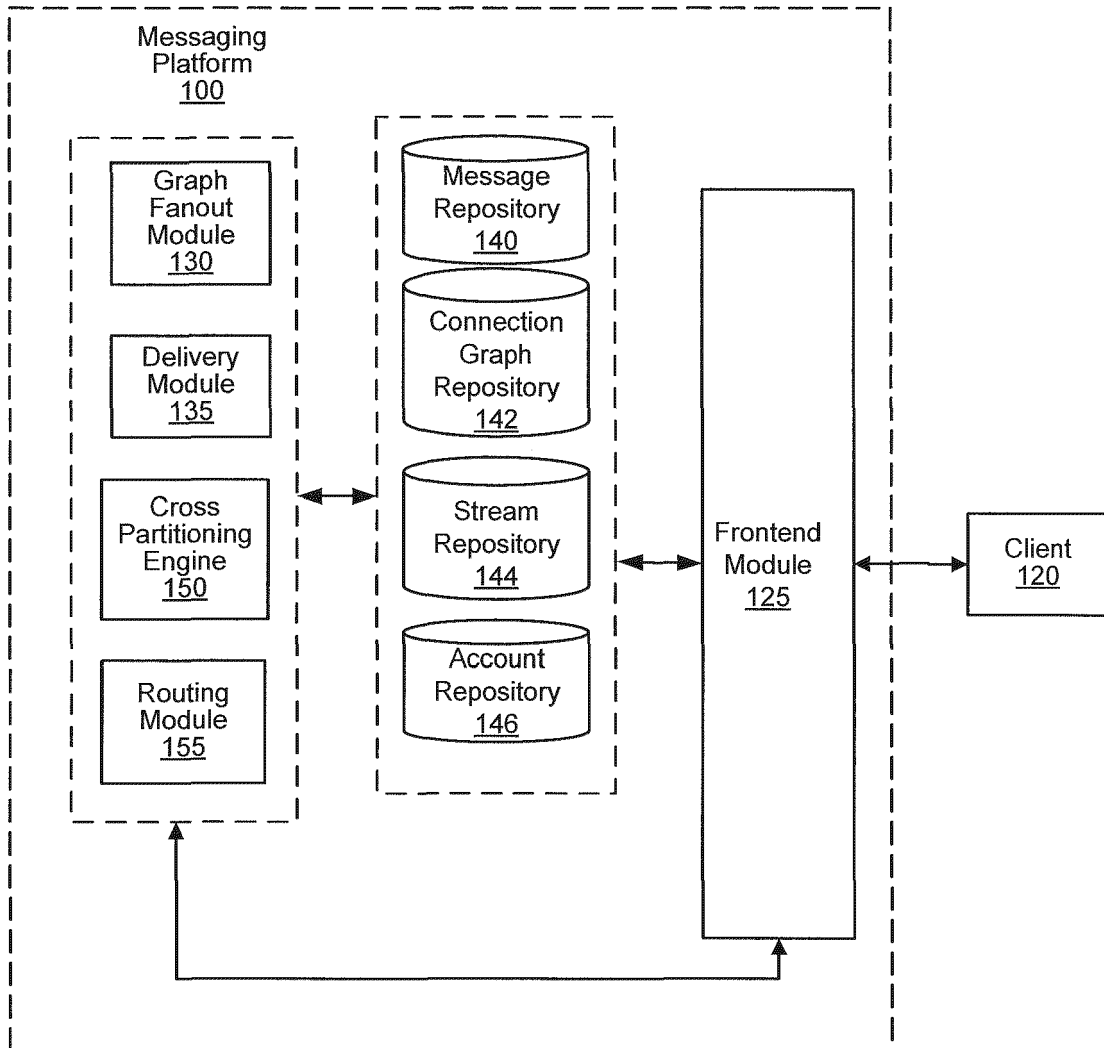 Messaging
Platform
100
Graph
Fanout
Module
130
Delivery
Module
135
Cross
Partitioning
Engine
150
Routing
Module
155
Message
Repository
140
Connection
Graph
Repository
142
Stream
Repository
144
Account
Repository
146
Frontend
Module
125
Client
120